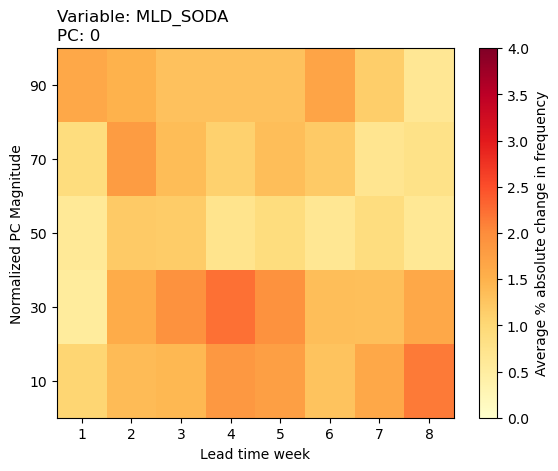 Variable: MLD_SODA
PC: 0
90
70
50
30
10
Normalized PC Magnitude
1 2 3 4 5 6 7 8
Lead time week
4.0
3.5
3.0
2.5
2.0
1.5
1.0
0.5
0.0
Average % absolute change in frequency